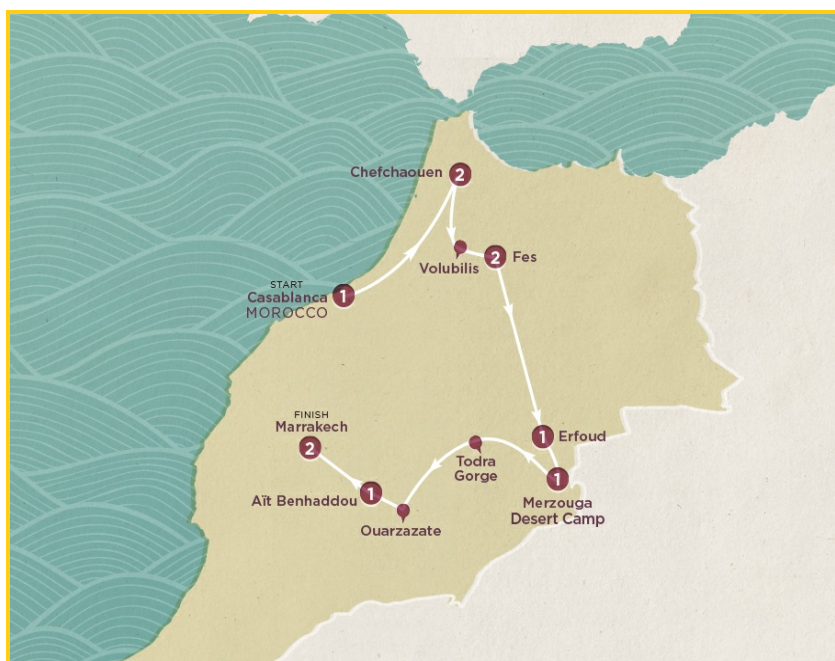 Chefchaouen
2
Volubilis
2
Fes
START
Casablanca
MOROCCO
1
1
Erfoud
1
Merzouga
Desert Camp
Todra
Gorge
Ouarzazate
Aït Benhaddou
1
FINISH
Marrakech
2